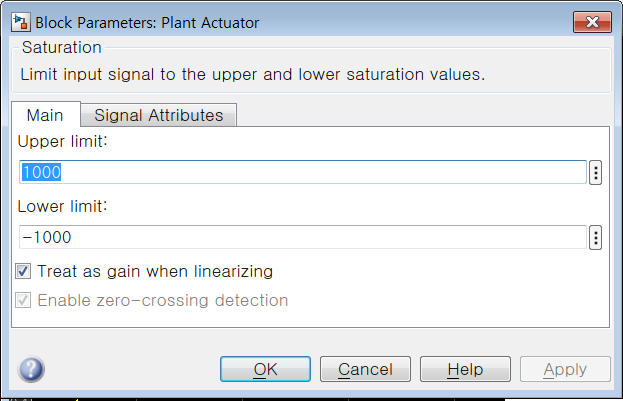 Block Parameters: Plant Actuator
Saturation
Limit input signal to the upper and lower saturation values.
Main Signal Attributes
Upper limit:
1000
Lower limit:
-1000
Treat as gain when linearizing
Enable zero-crossing detection
? OK Cancel Help Apply